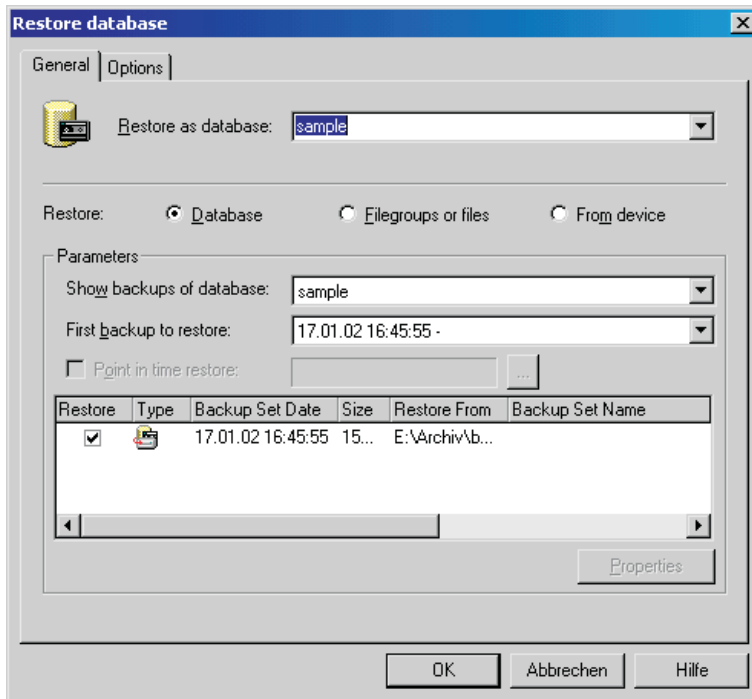 Restore database
General Options
Restore as database: sample
Restore: Database Filegroups or files From device
Parameters
Show backups of database: sample
First backup to restore: 17.01.02 16:45:55 -
Point in time restore: ...
Restore Type Backup Set Date Size Restore From Backup Set Name
17.01.02 16:45:55 15... E:\Archiv\b...
Properties
OK Abbrechen Hilfe